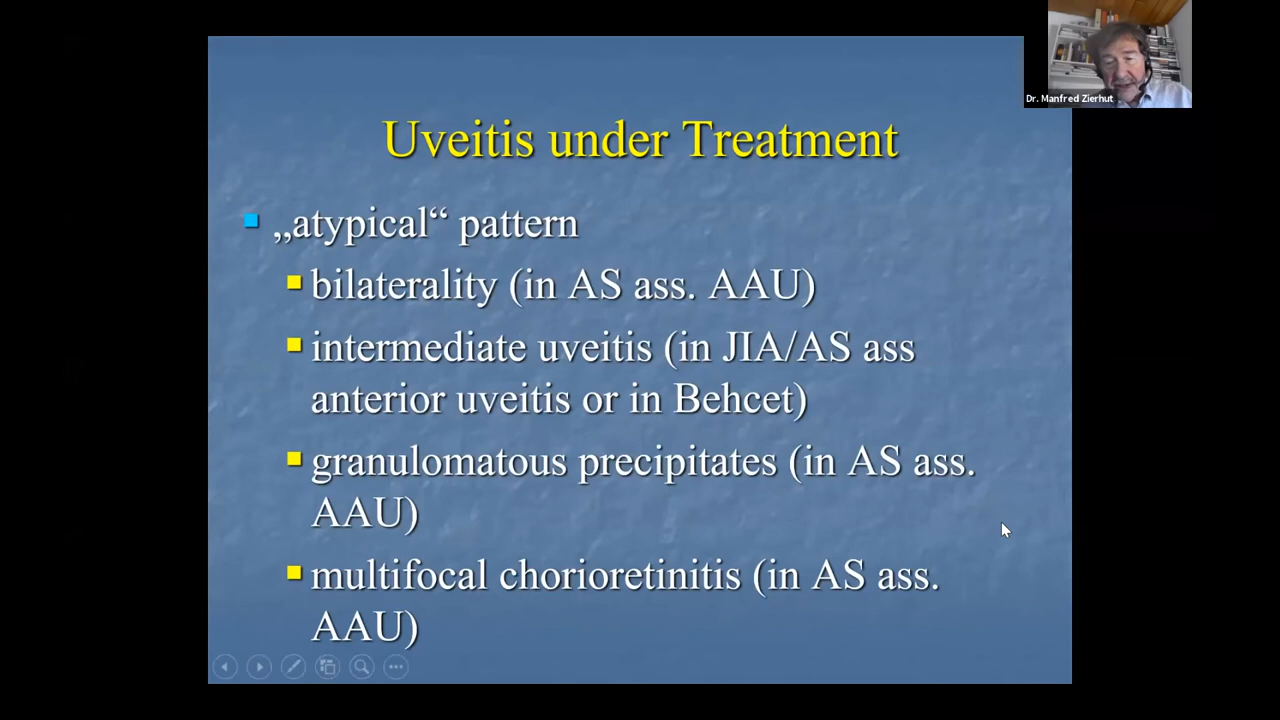 Dr. Manfred Zierhut
Uveitis under Treatment
„atypical“ pattern
bilaterality (in AS ass. AAU)
intermediate uveitis (in JIA/AS ass
anterior uveitis or in Behcet)
granulomatous precipitates (in AS ass.
AAU)
multifocal chorioretinitis (in AS ass.
AAU)